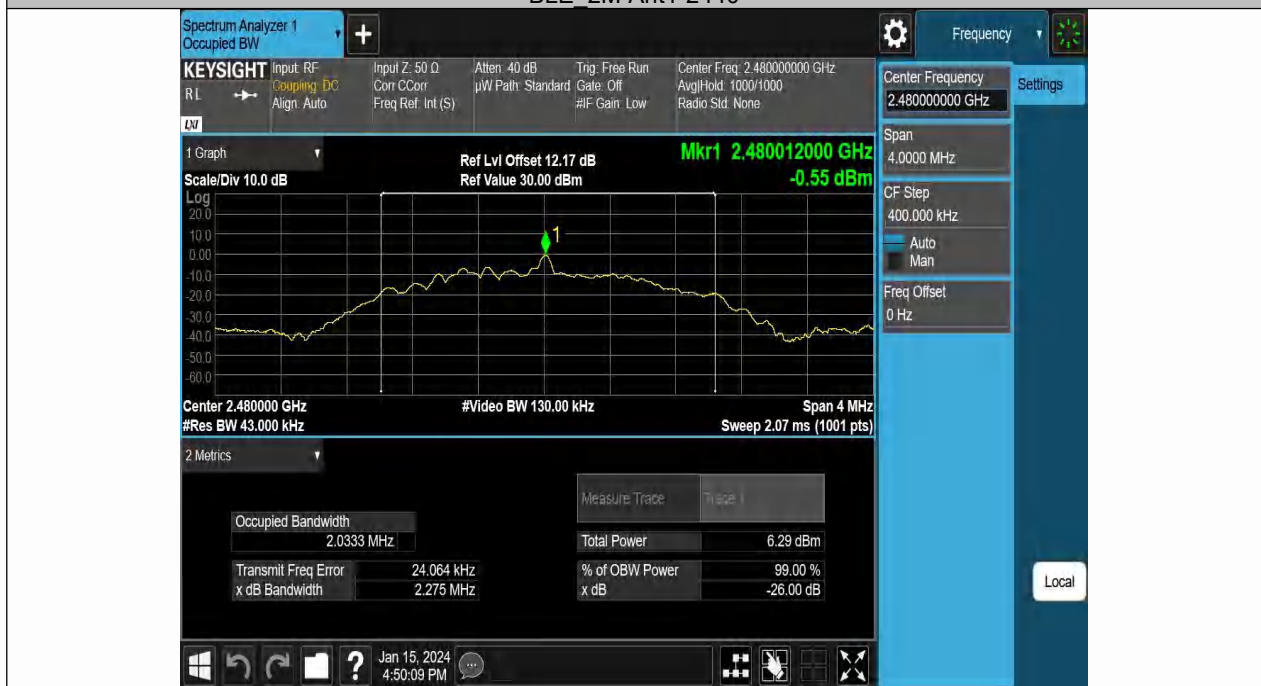 Spectrum Analyzer 1
Occupied BW
+
Frequency
KEYSIGHT
RL
LXI
Input: RF
Coupling: DC
Align: Auto
Input Z: 50 Ω
Corr CCorr
Freq Ref: Int (S)
Atten: 40 dB
µW Path: Standard
Trig: Free Run
Gate: Off
#IF Gain: Low
Center Freq: 2.480000000 GHz
Avg|Hold: 1000/1000
Radio Std: None
Center Frequency
2.480000000 GHz
Settings
Span
4.0000 MHz
CF Step
400.000 kHz
Auto
Man
Freq Offset
0 Hz
Local
1 Graph
Scale/Div 10.0 dB
Ref Lvl Offset 12.17 dB
Ref Value 30.00 dBm
Mkr1 2.480012000 GHz
-0.55 dBm
Log
20.0
10.0
0.00
-10.0
-20.0
-30.0
-40.0
-50.0
-60.0
1
Center 2.480000 GHz
#Video BW 130.00 kHz
Span 4 MHz
#Res BW 43.000 kHz
Sweep 2.07 ms (1001 pts)
2 Metrics
Measure Trace
Trace 1
Occupied Bandwidth
2.0333 MHz
Total Power
6.29 dBm
Transmit Freq Error
24.064 kHz
% of OBW Power
99.00 %
x dB Bandwidth
2.275 MHz
x dB
-26.00 dB
?
Jan 15, 2024
4:50:09 PM